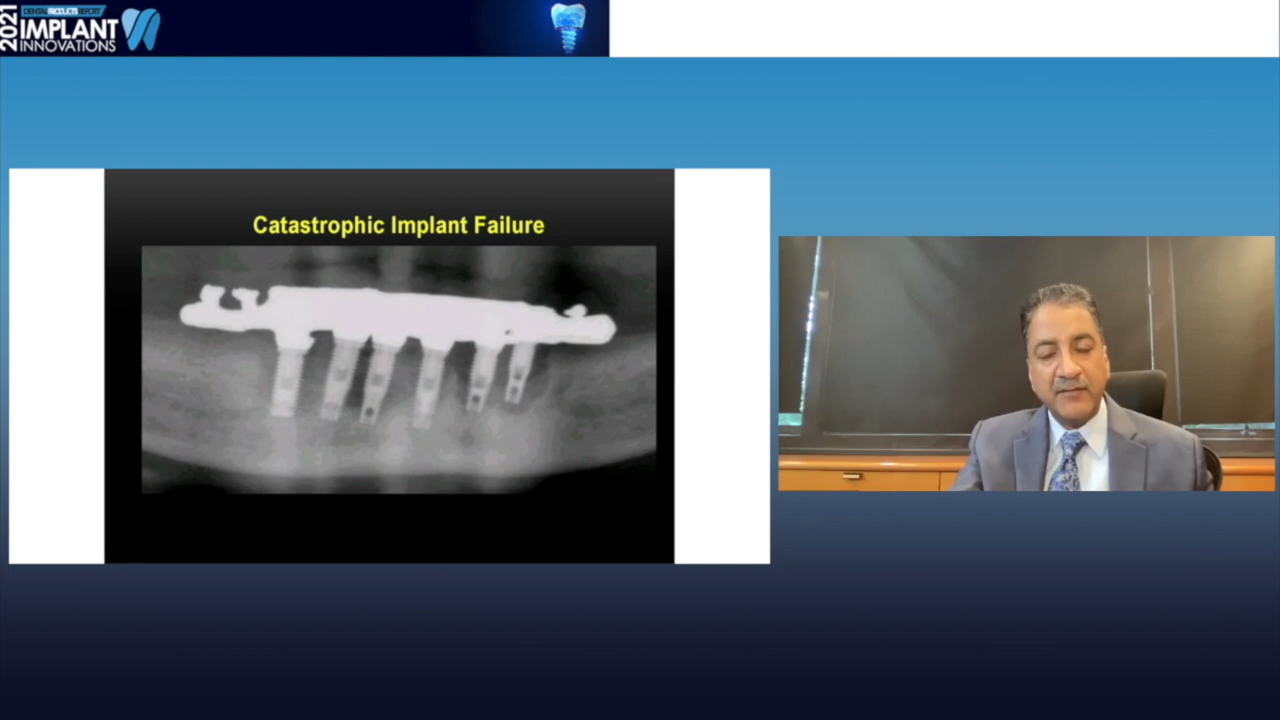 2021
DENTAL PRODUCTS REPORT
IMPLANT
INNOVATIONS
Catastrophic Implant Failure